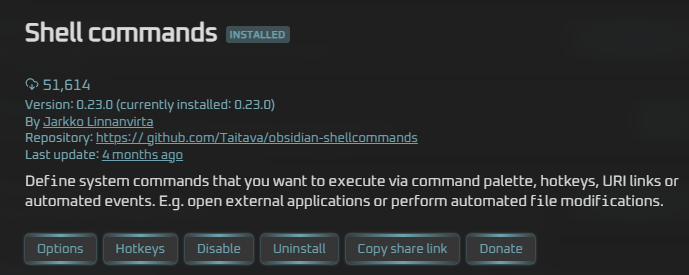 Shell commands INSTALLED
51,614
Version: 0.23.0 (currently installed: 0.23.0)
By Jarkko Linnanvirta
Repository: https:// github.com/Taitava/obsidian-shellcommands
Last update: 4 months ago
Define system commands that you want to execute via command palette, hotkeys, URI links or
automated events. E.g. open external applications or perform automated file modifications.
Options Hotkeys Disable Uninstall Copy share link Donate